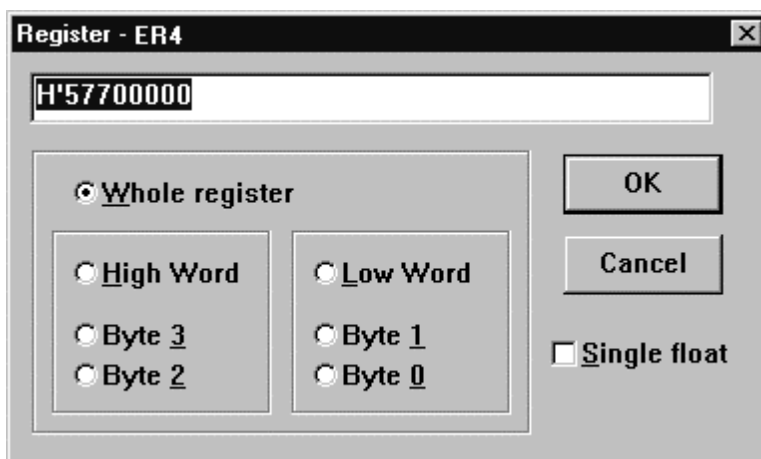 Register - ER4
H'57700000
Whole register
High Word
Byte 3
Byte 2
Low Word
Byte 1
Byte 0
OK
Cancel
Single float